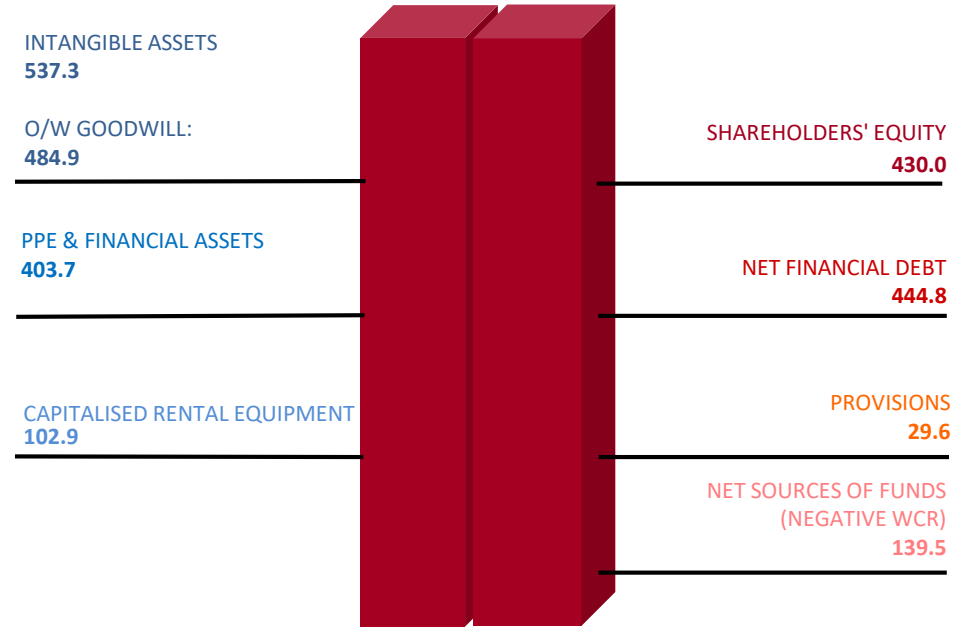 INTANGIBLE ASSETS
537.3
O/W GOODWILL:
484.9
PPE & FINANCIAL ASSETS
403.7
CAPITALISED RENTAL EQUIPMENT
102.9
SHAREHOLDERS' EQUITY
430.0
NET FINANCIAL DEBT
444.8
PROVISIONS
29.6
NET SOURCES OF FUNDS
(NEGATIVE WCR)
139.5